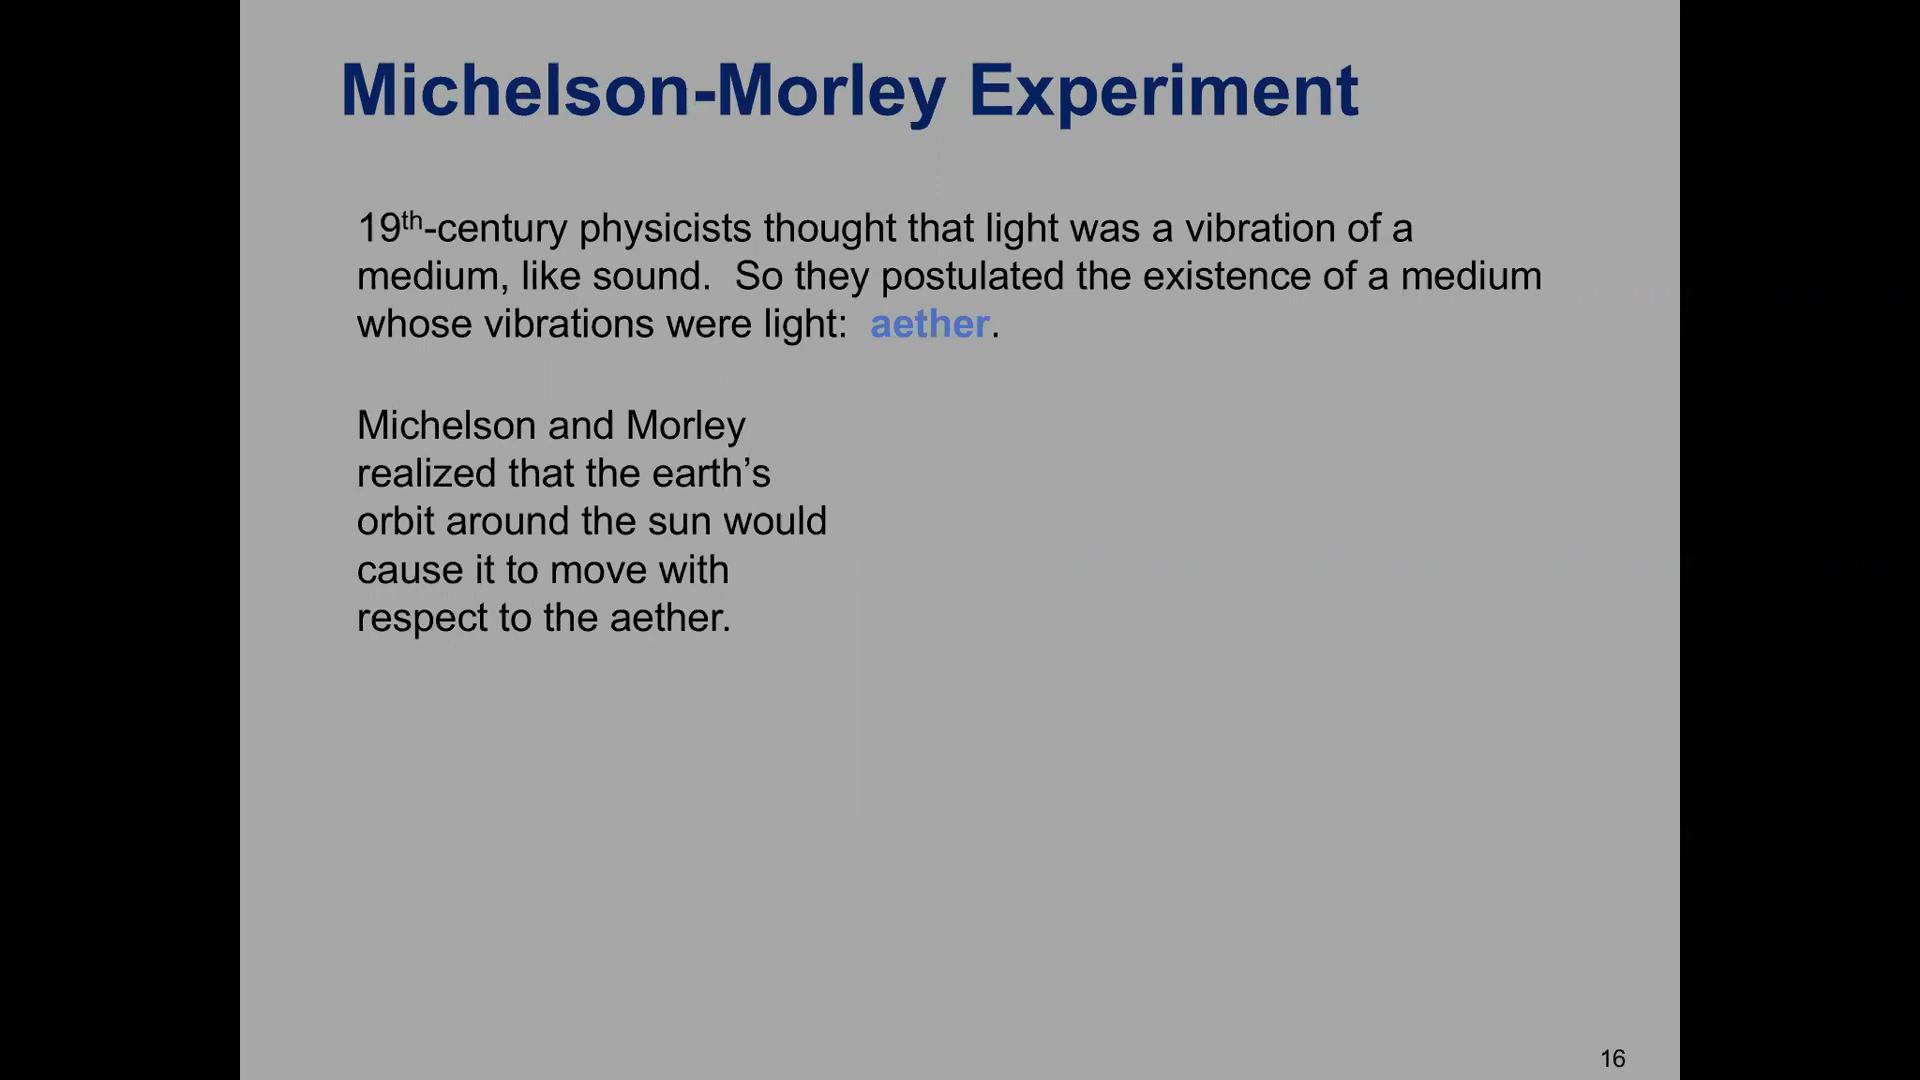 Michelson-Morley Experiment
19th-century physicists thought that light was a vibration of a
medium, like sound.  So they postulated the existence of a medium
whose vibrations were light:  aether.
Michelson and Morley
realized that the earth’s
orbit around the sun would
cause it to move with
respect to the aether.
16